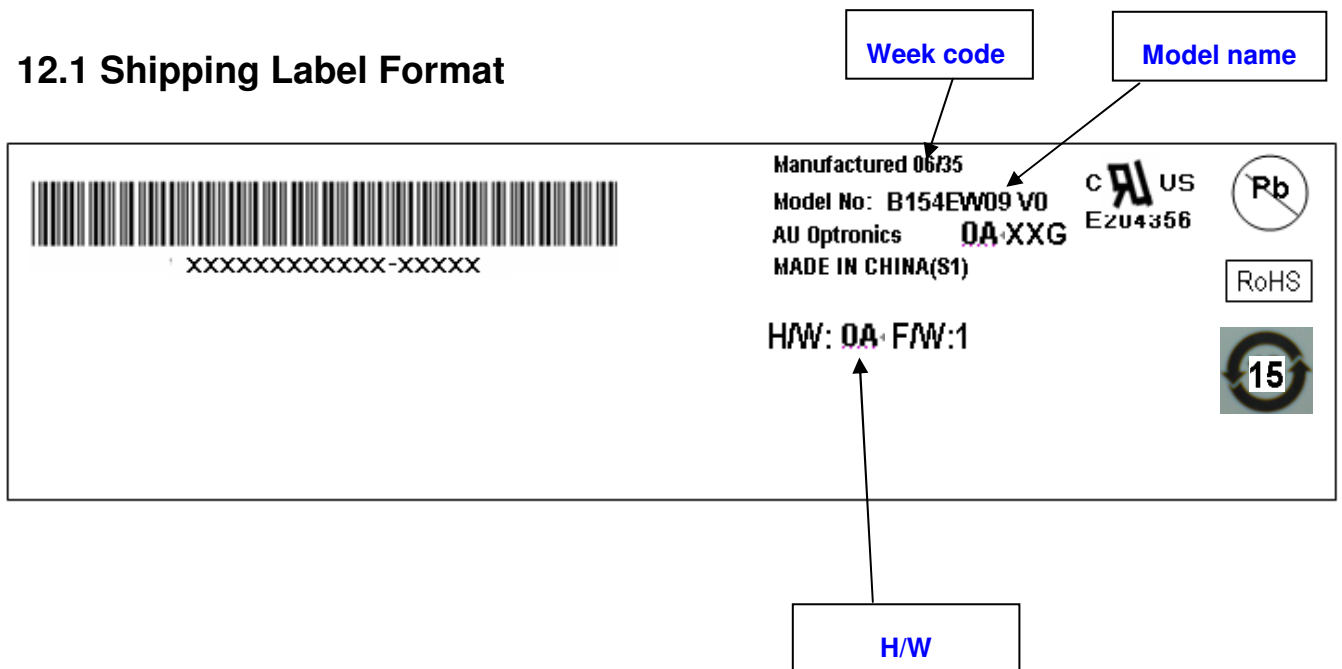 Week code
Model name
12.1 Shipping Label Format
Manufactured 06/35
Model No: B154EW09 V0
AU Optronics 0A XXG
MADE IN CHINA(S1)
C US
E204356
Pb
XXXXXXXXXXXX-XXXXX
RoHS
H/W: 0A F/W:1
15
H/W